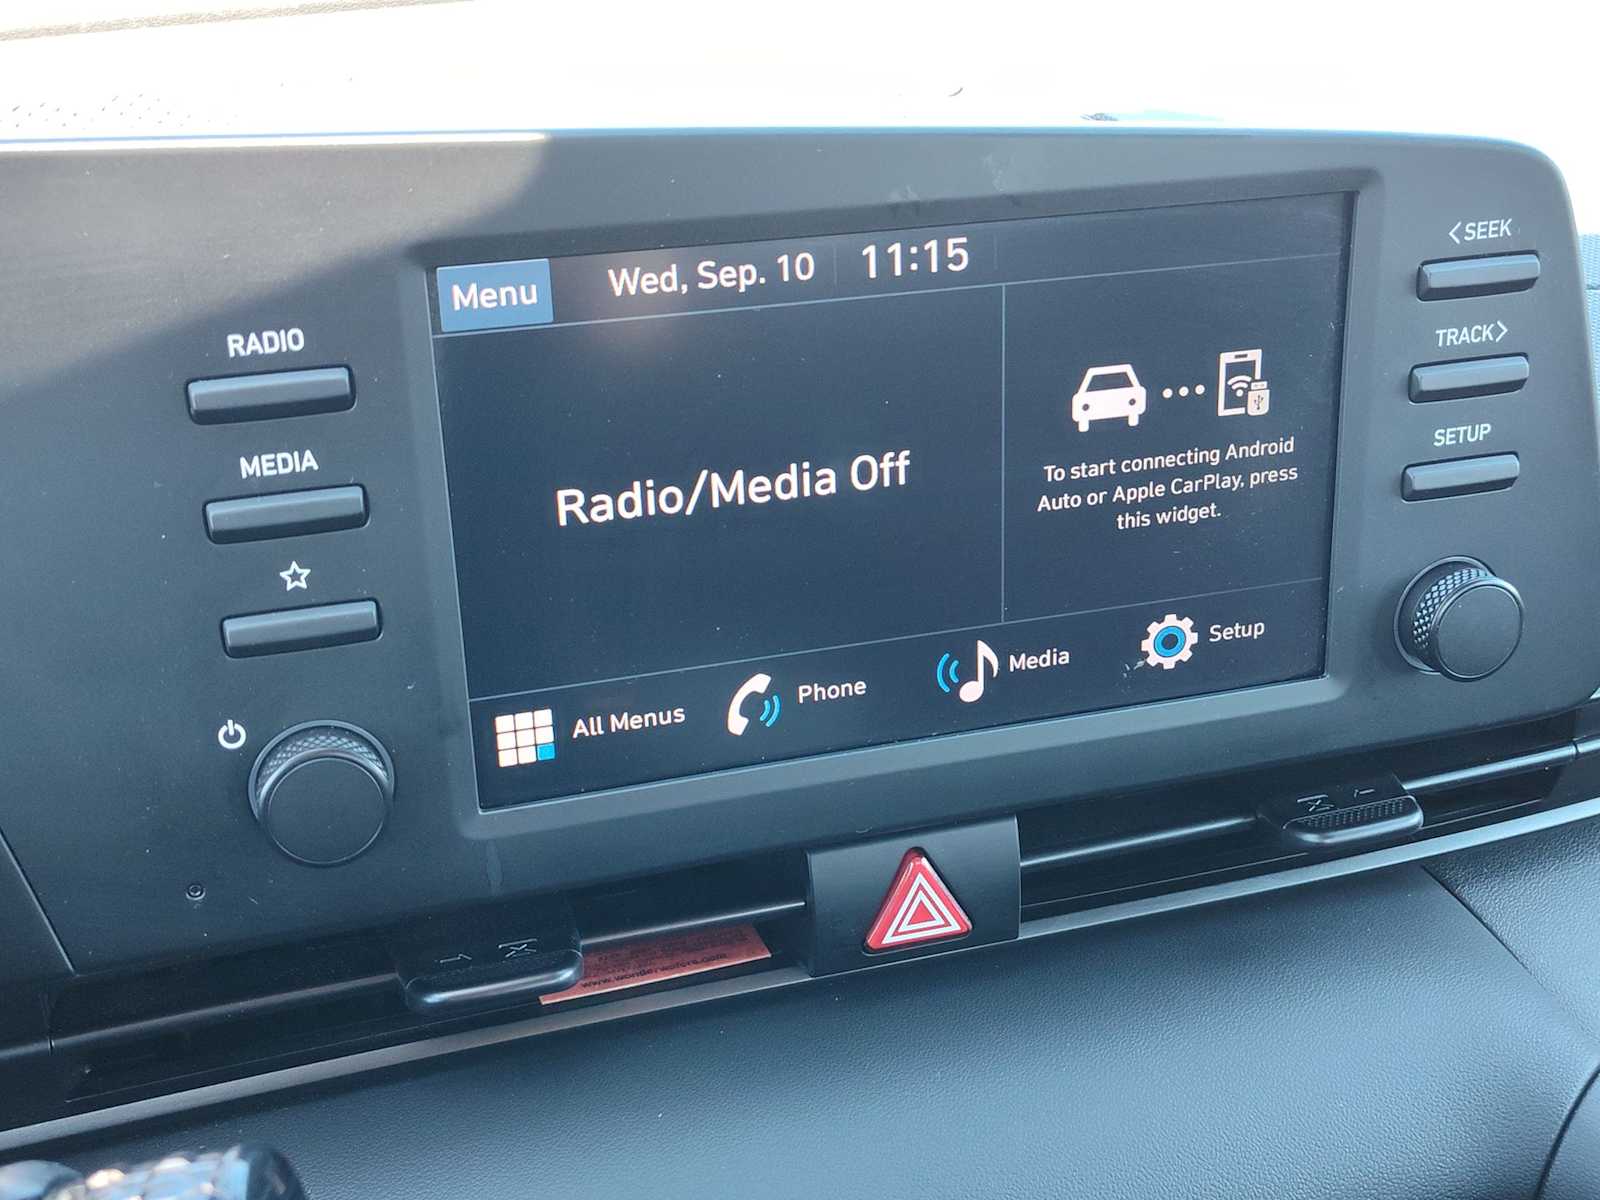 <SEEK
RADIO
Menu
Wed, Sep. 10
11:15
TRACK>
MEDIA
Radio/Media Off
To start connecting Android
Auto or Apple CarPlay, press
this widget.
SETUP
All Menus
Phone
Media
Setup